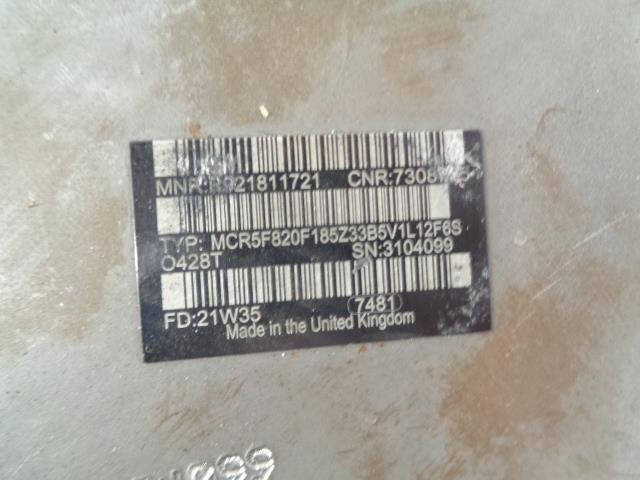 MNR:R921811721 CNR:7308
TYP: MCR5F820F185Z33B5V1L12F6S
O428T SN:3104099
FD:21W35 7481
Made in the United Kingdom